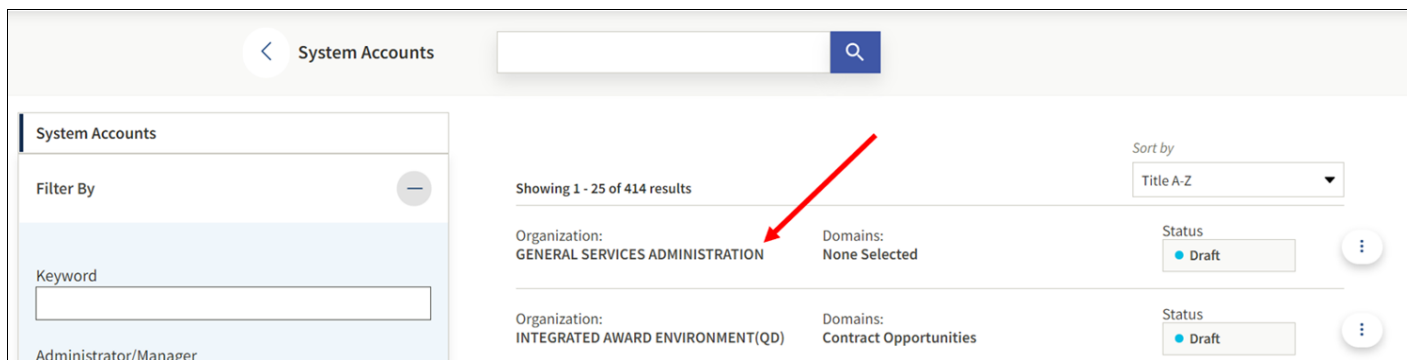 System Accounts
System Accounts
Filter By
Keyword
Administrator/Manager
Sort by
Title A-Z
Showing 1 - 25 of 414 results
Organization:
GENERAL SERVICES ADMINISTRATION
Domains:
None Selected
Status
Draft
Organization:
INTEGRATED AWARD ENVIRONMENT(QD)
Domains:
Contract Opportunities
Status
Draft